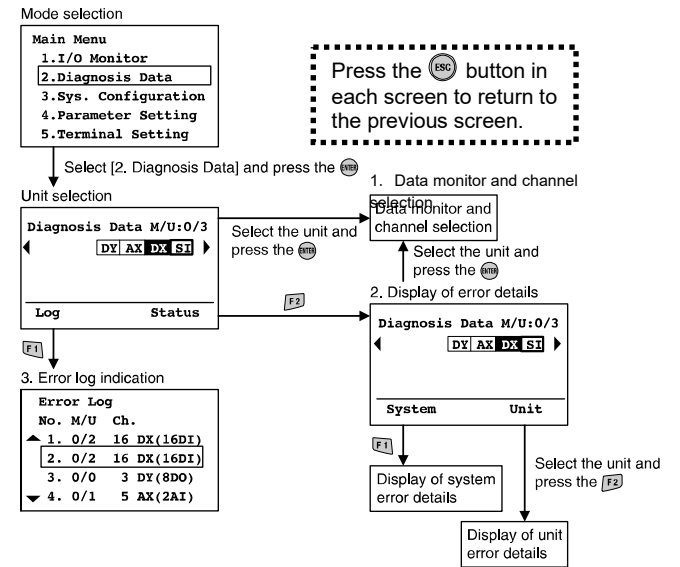 Mode selection
Main Menu
1.I/O Monitor
2.Diagnosis Data
3.Sys. Configuration
4.Parameter Setting
5.Terminal Setting
Press the ESC button in
each screen to return to
the previous screen.
Select [2. Diagnosis Data] and press the ENTER
Unit selection
Diagnosis Data M/U:0/3
DY AX DX SI
Log Status
Select the unit and
press the ENTER
1. Data monitor and channel
selection
Data monitor and
channel selection
Select the unit and
press the ENTER
F2
2. Display of error details
Diagnosis Data M/U:0/3
DY AX DX SI
System Unit
F1
3. Error log indication
Error Log
No. M/U Ch.
1. 0/2 16 DX(16DI)
2. 0/2 16 DX(16DI)
3. 0/0 3 DY(8DO)
4. 0/1 5 AX(2AI)
F1
Display of system
error details
Select the unit and
press the F2
Display of unit
error details